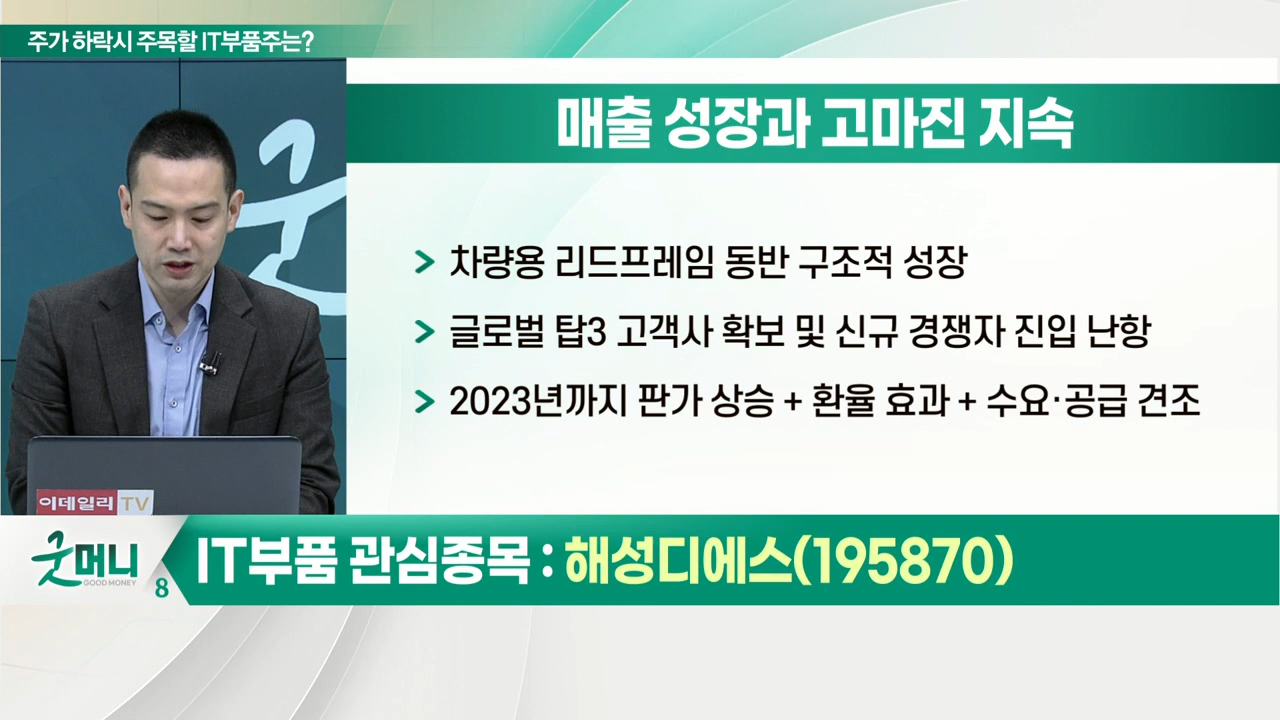 주가 하락시 주목할 IT부품주는?
매출 성장과 고마진 지속
> 차량용 리드프레임 동반 구조적 성장
> 글로벌 탑3 고객사 확보 및 신규 경쟁자 진입 난항
> 2023년까지 판가 상승 + 환율 효과 + 수요·공급 견조
이데일리 TV
굿머니
GOOD MONEY
8
IT부품 관심종목 : 해성디에스(195870)
굿